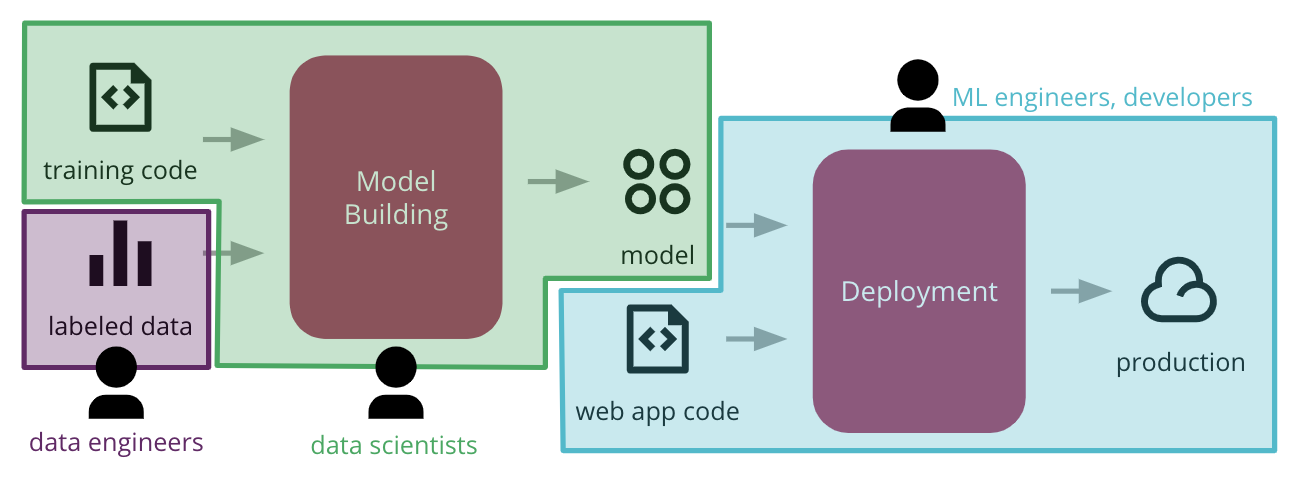 training code
labeled data
data engineers
Model
Building
data scientists
model
web app code
ML engineers, developers
Deployment
production